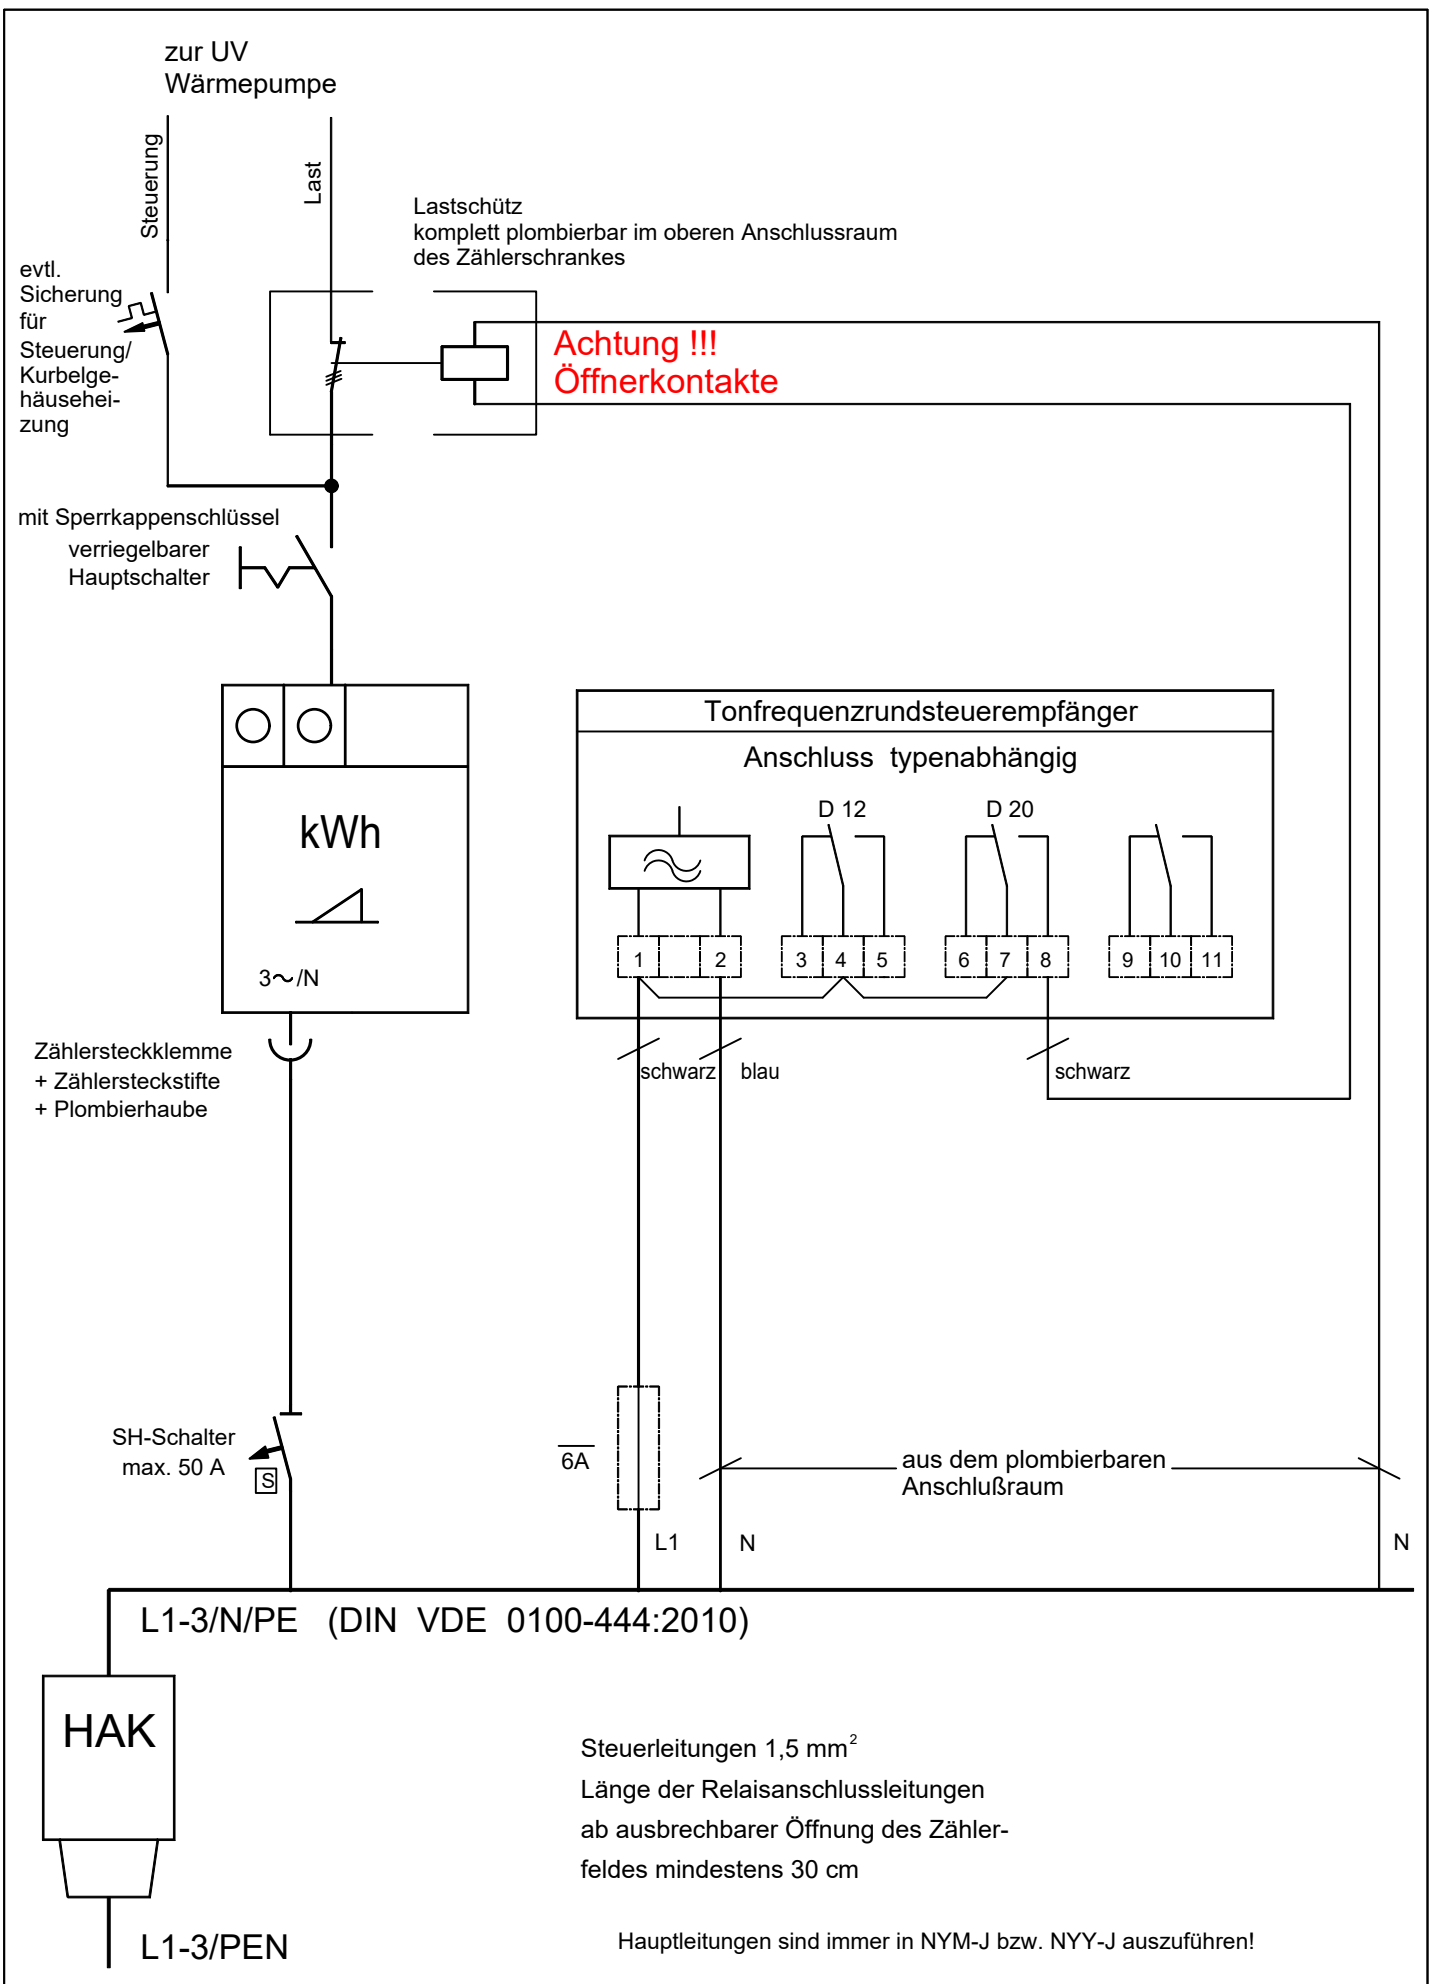 zur UV
Wärmepumpe
Steuerung
Last
Lastschütz
komplett plombierbar im oberen Anschlussraum
des Zählerschrankes
evtl.
Sicherung
für
Steuerung/
Kurbelge-
häusehei-
zung
Achtung !!!
Öffnerkontakte
mit Sperrkappenschlüssel
verriegelbarer
Hauptschalter
kWh
3~/N
Tonfrequenzrundsteuerempfänger
Anschluss typenabhängig
D 12
D 20
1 2 3 4 5 6 7 8 9 10 11
schwarz
blau
schwarz
Zählersteckklemme
+ Zählersteckstifte
+ Plombierhaube
SH-Schalter
max. 50 A
S
6A
aus dem plombierbaren
Anschlußraum
L1
N
N
L1-3/N/PE (DIN VDE 0100-444:2010)
HAK
L1-3/PEN
Steuerleitungen 1,5 mm²
Länge der Relaisanschlussleitungen
ab ausbrechbarer Öffnung des Zähler-
feldes mindestens 30 cm
Hauptleitungen sind immer in NYM-J bzw. NYY-J auszuführen!